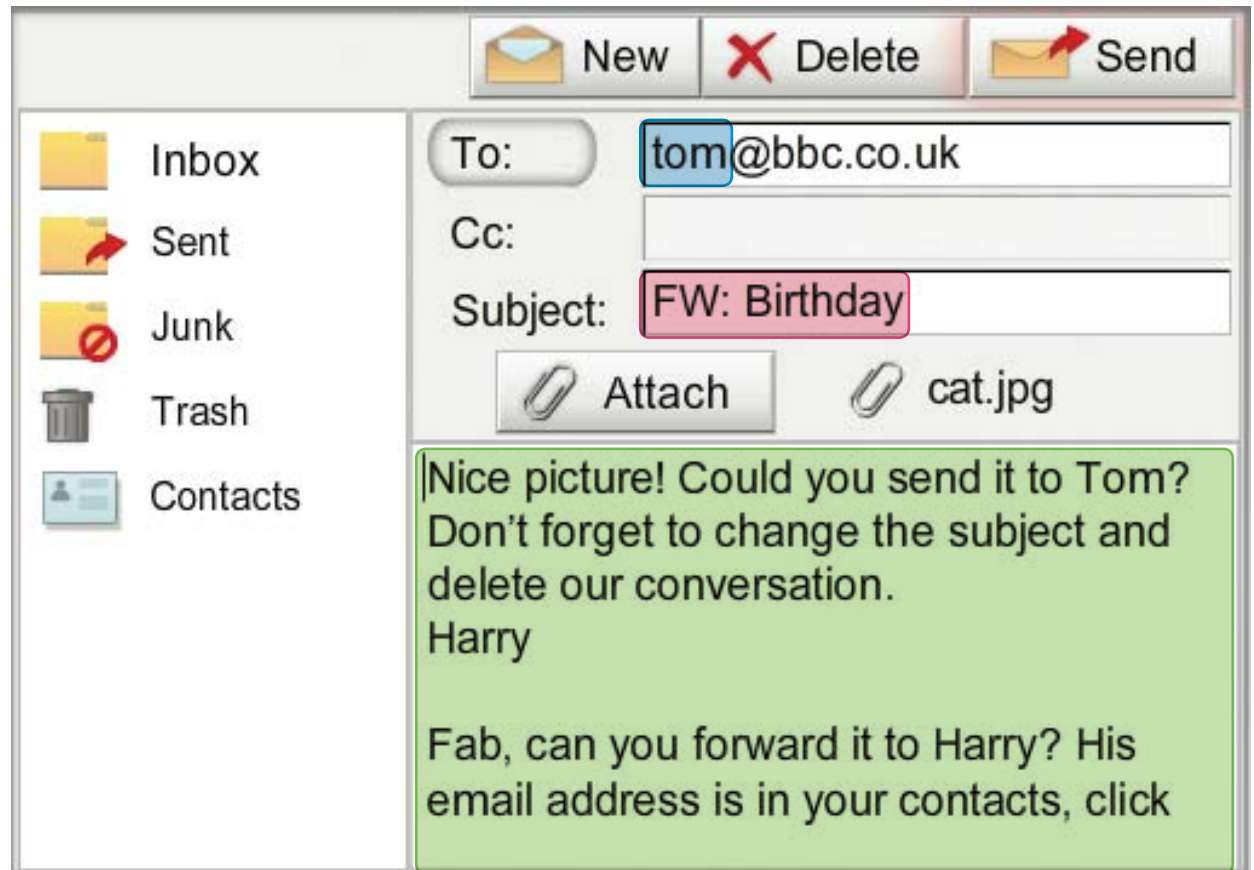 New Delete Send
Inbox
Sent
Junk
Trash
Contacts
To: tom@bbc.co.uk
Cc:
Subject: FW: Birthday
Attach cat.jpg
Nice picture! Could you send it to Tom?
Don't forget to change the subject and
delete our conversation.
Harry
Fab, can you forward it to Harry? His
email address is in your contacts, click